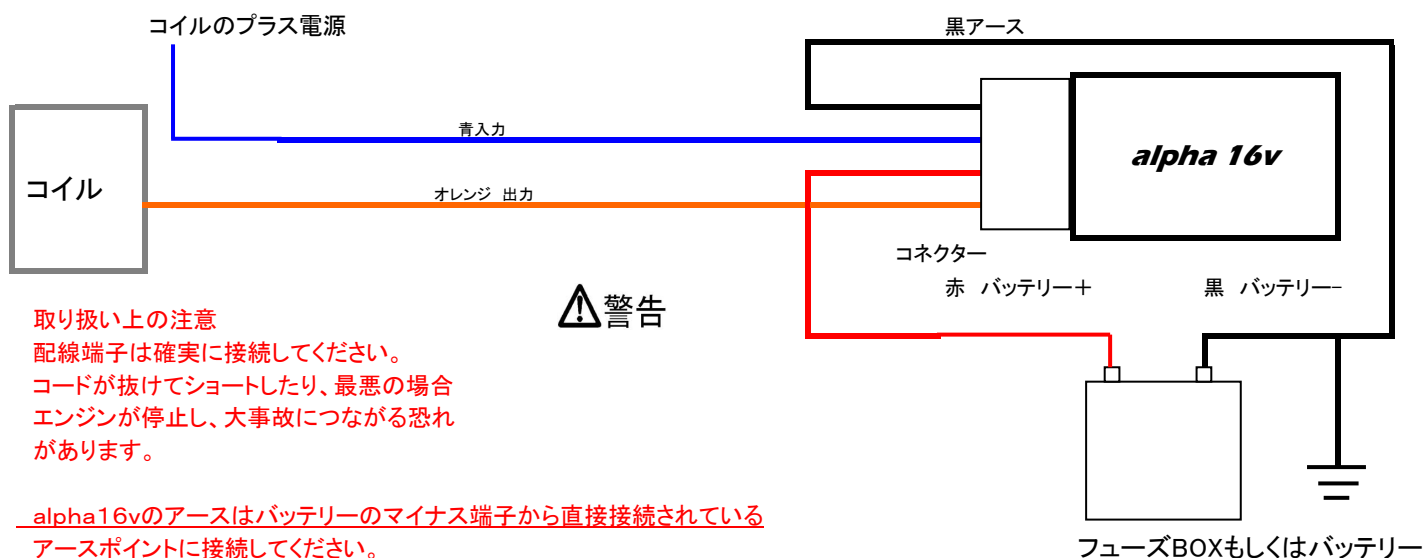 コイルのプラス電源
黒アース
青入力
alpha 16v
コイル
オレンジ 出力
コネクター
赤 バッテリー＋
黒 バッテリー−
警告
取り扱い上の注意
配線端子は確実に接続してください。
コードが抜けてショートしたり、最悪の場合
エンジンが停止し、大事故につながる恐れ
があります。
alpha16vのアースはバッテリーのマイナス端子から直接接続されている
アースポイントに接続してください。
フューズBOXもしくはバッテリー